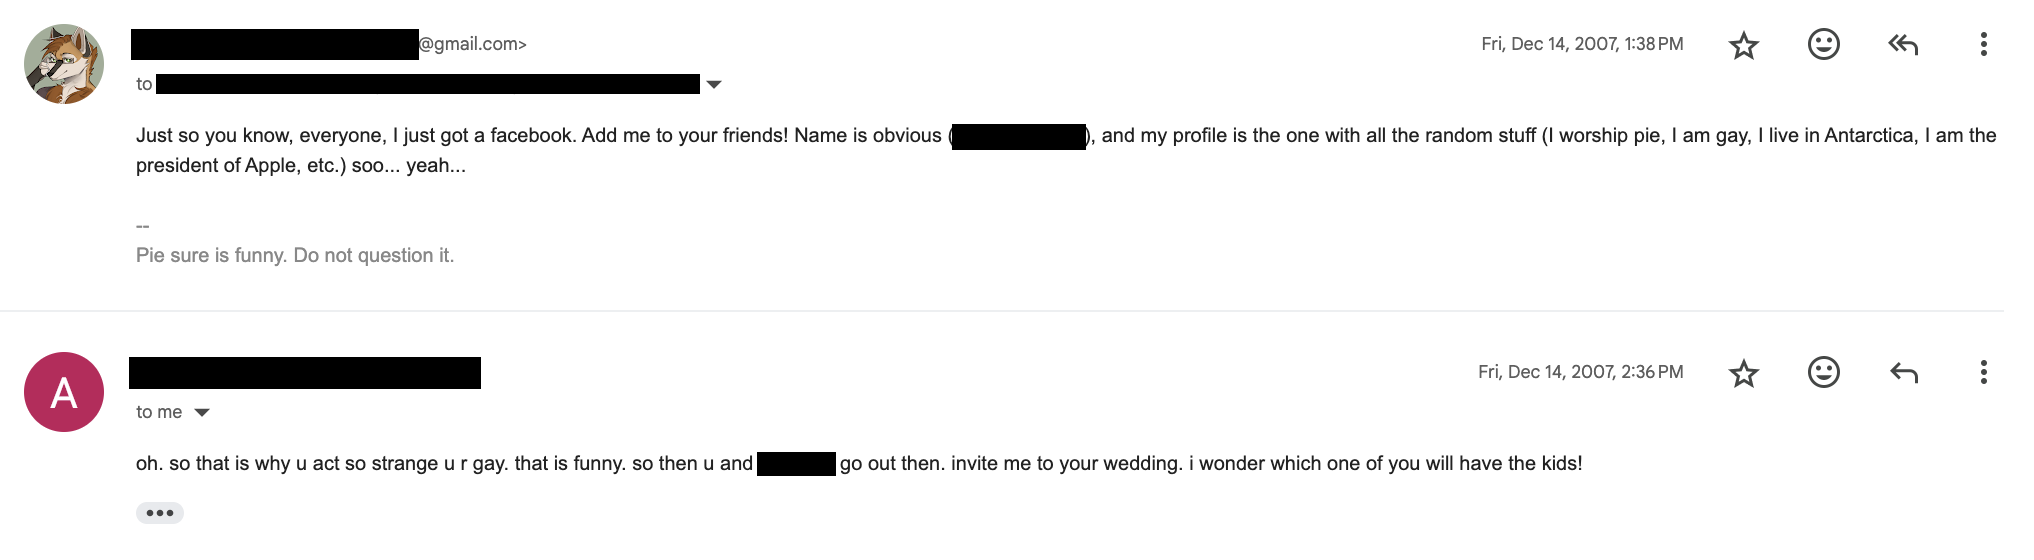 @gmail.com>
Fri, Dec 14, 2007, 1:38 PM
to
Just so you know, everyone, I just got a facebook. Add me to your friends! Name is obvious ( ), and my profile is the one with all the random stuff (I worship pie, I am gay, I live in Antarctica, I am the
president of Apple, etc.) soo... yeah...
--
Pie sure is funny. Do not question it.
A
Fri, Dec 14, 2007, 2:36 PM
to me
oh. so that is why u act so strange u r gay. that is funny. so then u and go out then. invite me to your wedding. i wonder which one of you will have the kids!